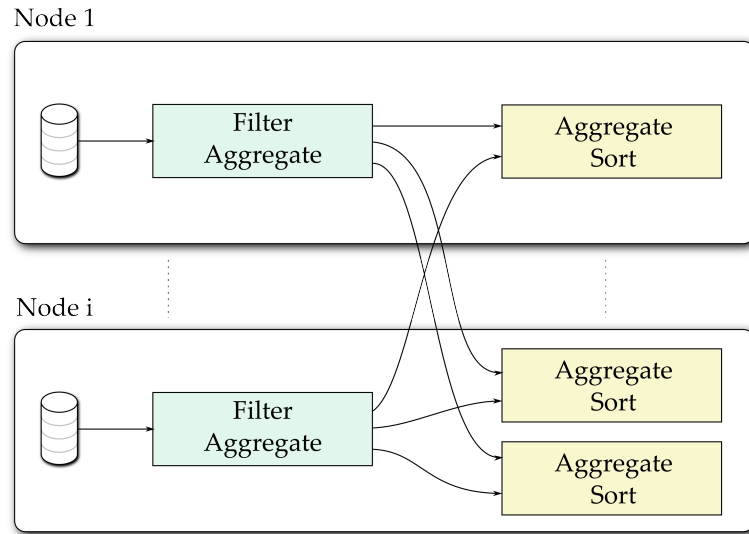 Node 1
Filter
Aggregate
Aggregate
Sort
Node i
Filter
Aggregate
Aggregate
Sort
Aggregate
Sort